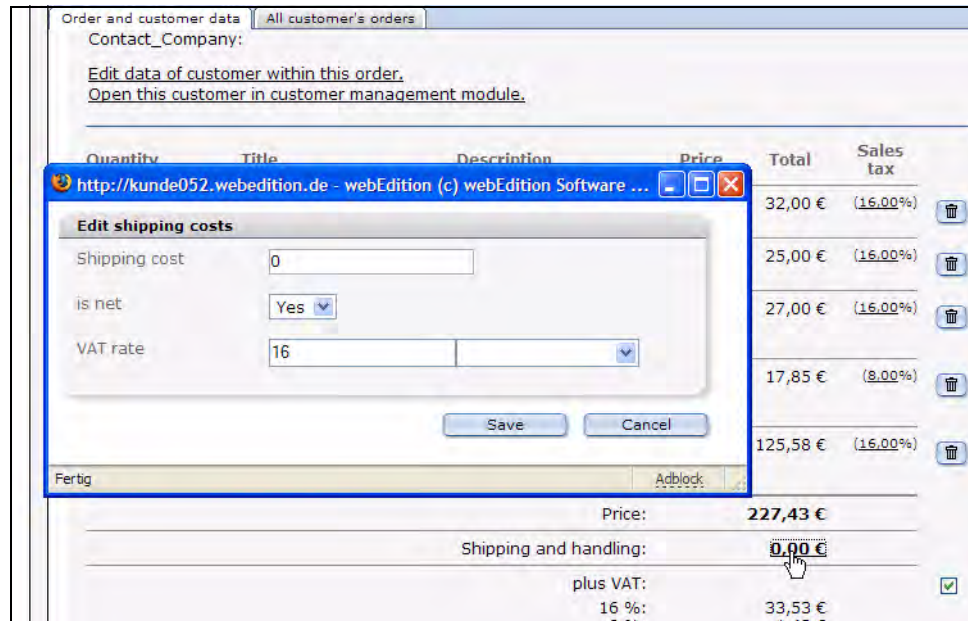 Order and customer data All customer's orders
Contact_Company:
Edit data of customer within this order.
Open this customer in customer management module.
Quantity Title Description Price Total Sales tax
http://kunde052.webedition.de - webEdition (c) webEdition Software ...
32,00 € (16,00%)
Edit shipping costs
Shipping cost 0
25,00 € (16,00%)
is net Yes
27,00 € (16,00%)
VAT rate 16
17,85 € (8,00%)
Save Cancel
125,58 € (16,00%)
Fertig Adblock
Price: 227,43 €
Shipping and handling: 0,00 €
plus VAT:
16 %: 33,53 €